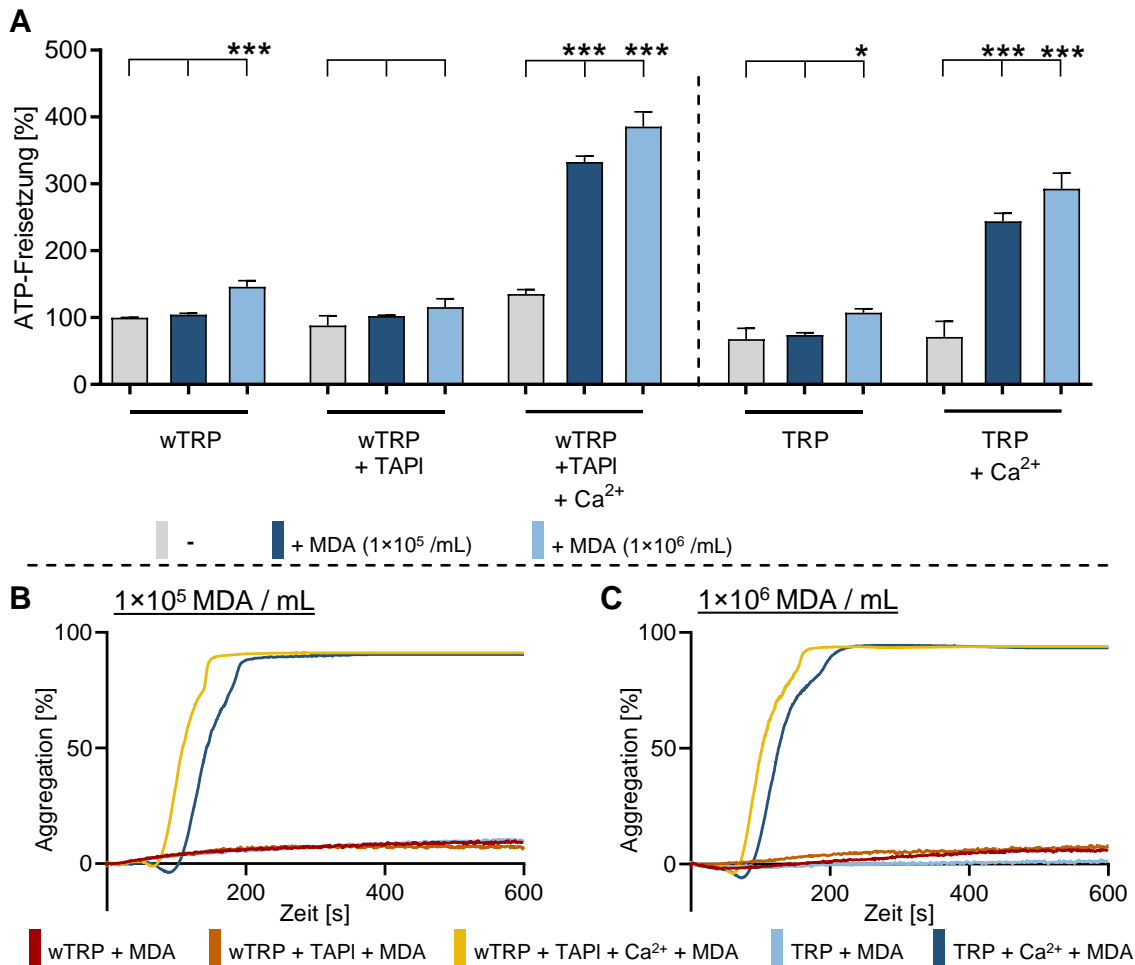 A
500
400
300
200
100
0
ATP-Freisetzung [%]
*** *** *** * *** ***
wTRP
wTRP
+ TAPI
wTRP
+TAPI
+ Ca²⁺
TRP
TRP
+ Ca²⁺
- + MDA (1×10⁵ /mL) + MDA (1×10⁶ /mL)
B
1×10⁵ MDA / mL
100
50
0
Aggregation [%]
200 400 600
Zeit [s]
C
1×10⁶ MDA / mL
100
50
0
Aggregation [%]
200 400 600
Zeit [s]
wTRP + MDA wTRP + TAPI + MDA wTRP + TAPI + Ca²⁺ + MDA TRP + MDA TRP + Ca²⁺ + MDA